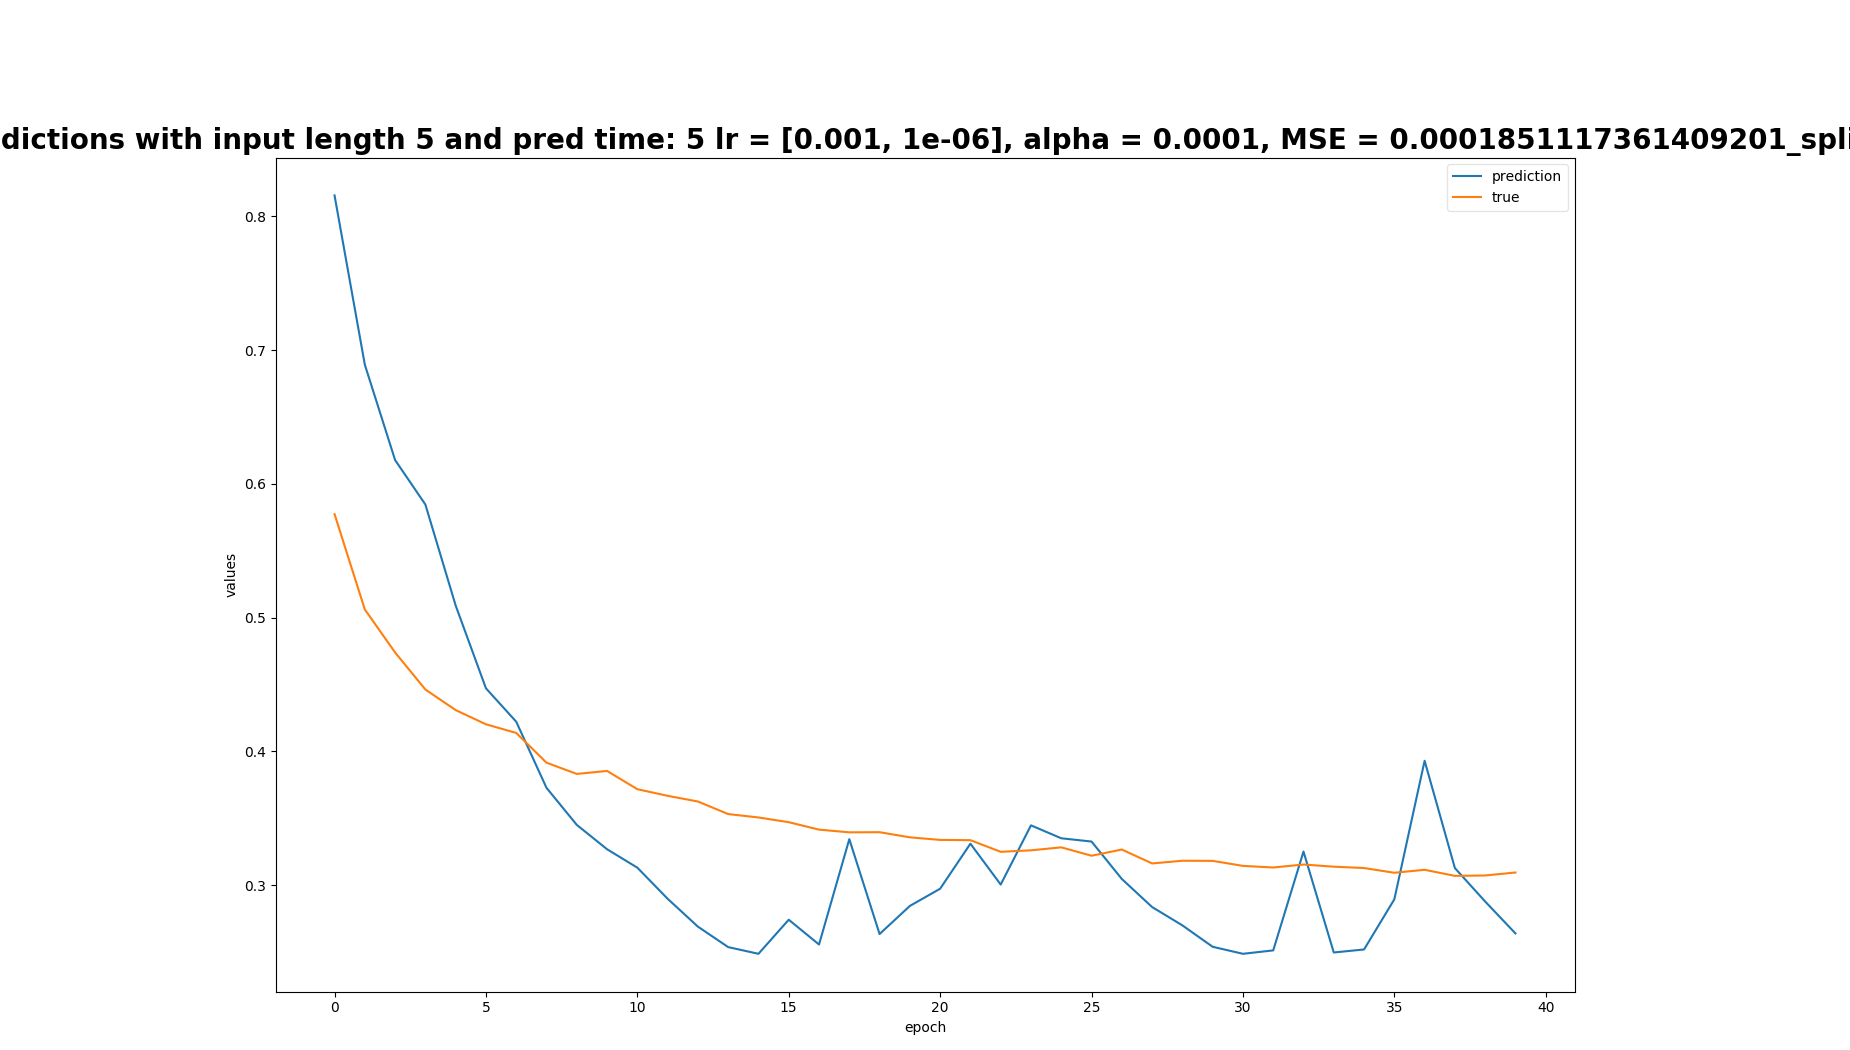 dictions with input length 5 and pred time: 5 lr = [0.001, 1e-06], alpha = 0.0001, MSE = 0.0001851117361409201_spli
prediction
true
0.8
0.7
0.6
0.5
0.4
0.3
values
0 5 10 15 20 25 30 35 40
epoch